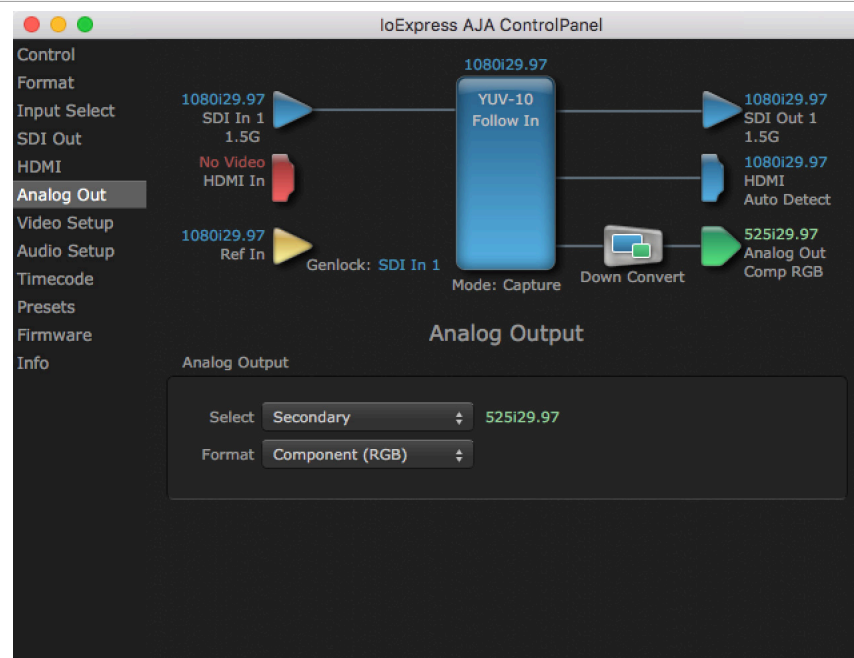 IoExpress AJA ControlPanel
Control
Format
Input Select
SDI Out
HDMI
Analog Out
Video Setup
Audio Setup
Timecode
Presets
Firmware
Info
1080i29.97
1080i29.97
SDI In 1
1.5G
No Video
HDMI In
1080i29.97
Ref In
Genlock: SDI In 1
YUV-10
Follow In
Mode: Capture
1080i29.97
SDI Out 1
1.5G
1080i29.97
HDMI
Auto Detect
Down Convert
525i29.97
Analog Out
Comp RGB
Analog Output
Analog Output
Select Secondary 525i29.97
Format Component (RGB)